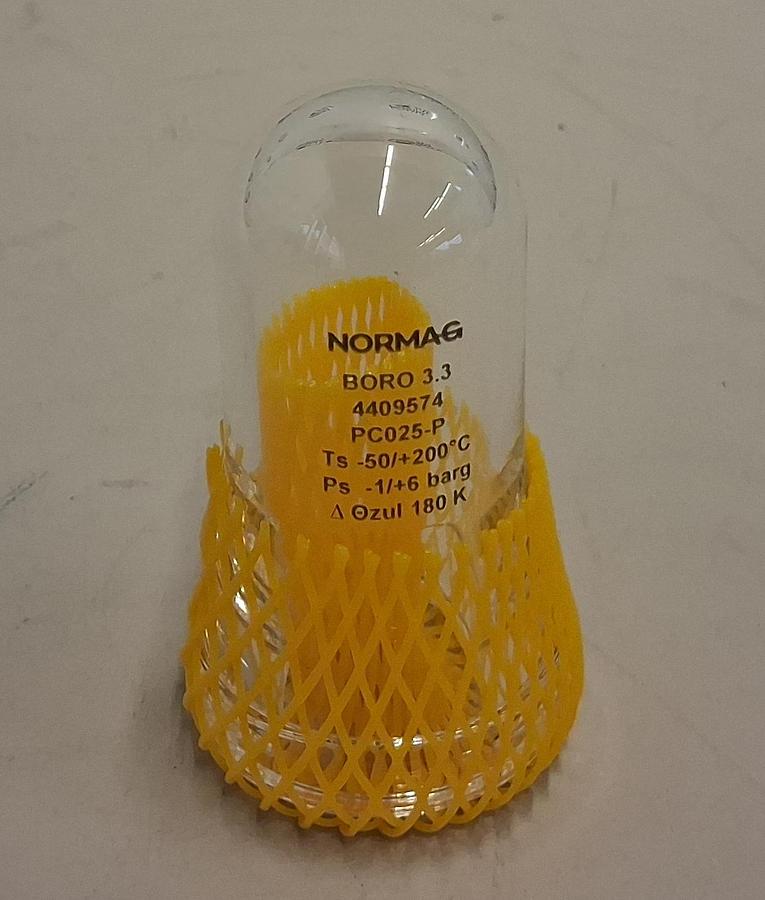 NORMAG
BORO 3.3
4409574
PC025-P
Ts -50/+200°C
Ps -1/+6 barg
Δ Θzul 180 K